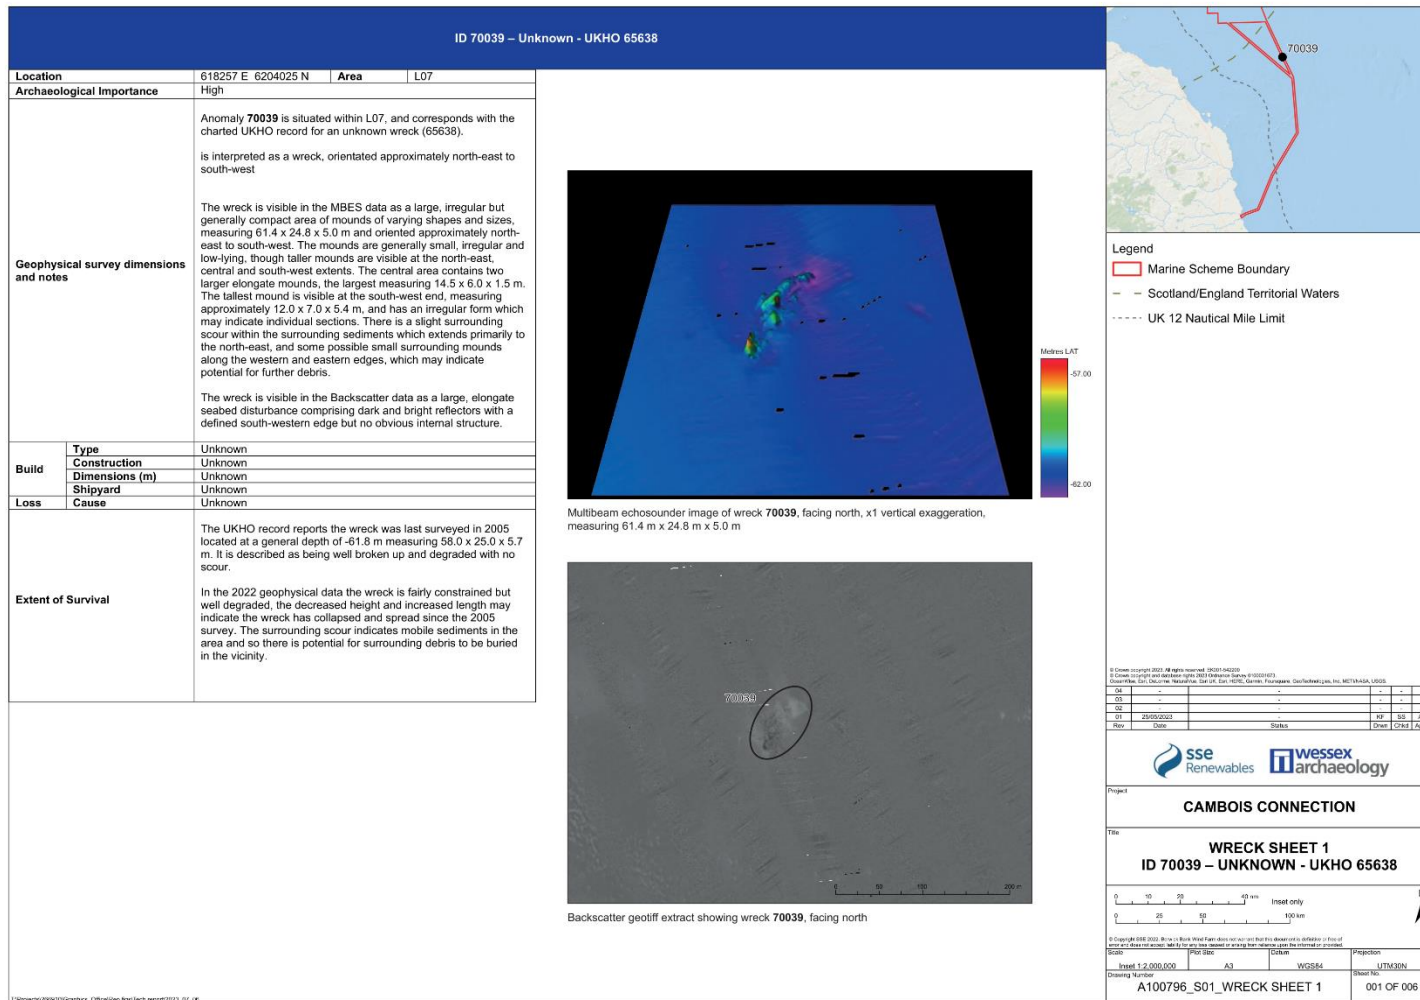 ID 70039 – Unknown - UKHO 65638
Location 618257 E 6204025 N Area L07
Archaeological Importance High
Geophysical survey dimensions
and notes
Anomaly 70039 is situated within L07, and corresponds with the
charted UKHO record for an unknown wreck (65638).
is interpreted as a wreck, orientated approximately north-east to
south-west
The wreck is visible in the MBES data as a large, irregular but
generally compact area of mounds of varying shapes and sizes,
measuring 61.4 x 24.8 x 5.0 m and oriented approximately north-
east to south-west. The mounds are generally small, irregular and
low-lying, though taller mounds are visible at the north-east,
central and south-west extents. The central area contains two
larger elongate mounds, the largest measuring 14.5 x 6.0 x 1.5 m.
The tallest mound is visible at the south-west end, measuring
approximately 12.0 x 7.0 x 5.4 m, and has an irregular form which
may indicate individual sections. There is a slight surrounding
scour within the surrounding sediments which extends primarily to
the north-east, and some possible small surrounding mounds
along the western and eastern edges, which may indicate
potential for further debris.
The wreck is visible in the Backscatter data as a large, elongate
seabed disturbance comprising dark and bright reflectors with a
defined south-western edge but no obvious internal structure.
Build
Type Unknown
Construction Unknown
Dimensions (m) Unknown
Shipyard Unknown
Loss Cause Unknown
Extent of Survival
The UKHO record reports the wreck was last surveyed in 2005
located at a general depth of -61.8 m measuring 58.0 x 25.0 x 5.7
m. It is described as being well broken up and degraded with no
scour.
In the 2022 geophysical data the wreck is fairly constrained but
well degraded, the decreased height and increased length may
indicate the wreck has collapsed and spread since the 2005
survey. The surrounding scour indicates mobile sediments in the
area and so there is potential for surrounding debris to be buried
in the vicinity.
Metres LAT
-57.00
-62.00
Multibeam echosounder image of wreck 70039, facing north, x1 vertical exaggeration,
measuring 61.4 m x 24.8 m x 5.0 m
70039
0 50 100 200 m
Backscatter geotiff extract showing wreck 70039, facing north
70039
Legend
Marine Scheme Boundary
Scotland/England Territorial Waters
UK 12 Nautical Mile Limit
04 - - - -
03 - - - -
02 - - - -
01 25/05/2023 - KF SS
Rev Date Status Drwn Chkd
sse
Renewables
wessex
archaeology
Project
CAMBOIS CONNECTION
Title
WRECK SHEET 1
ID 70039 – UNKNOWN - UKHO 65638
0 10 20 40 nm
Inset only
0 25 50 100 km
Scale Plot Size Datum Projection
Inset 1:2,000,000 A3 WGS84 UTM30N
Drawing Number Sheet No.
A100796_S01_WRECK SHEET 1 001 OF 006